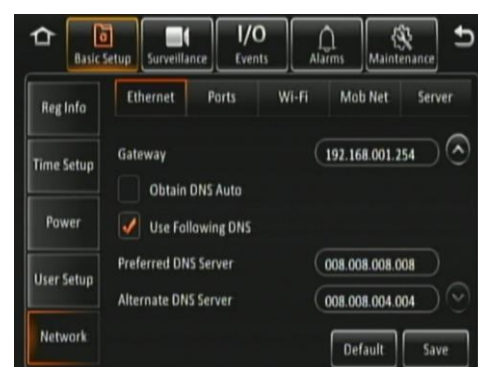 Basic Setup
Surveillance
I/O
Events
Alarms
Maintenance
Reg Info
Time Setup
Power
User Setup
Network
Ethernet Ports Wi-Fi Mob Net Server
Gateway 192.168.001.254
Obtain DNS Auto
Use Following DNS
Preferred DNS Server 008.008.008.008
Alternate DNS Server 008.008.004.004
Default Save